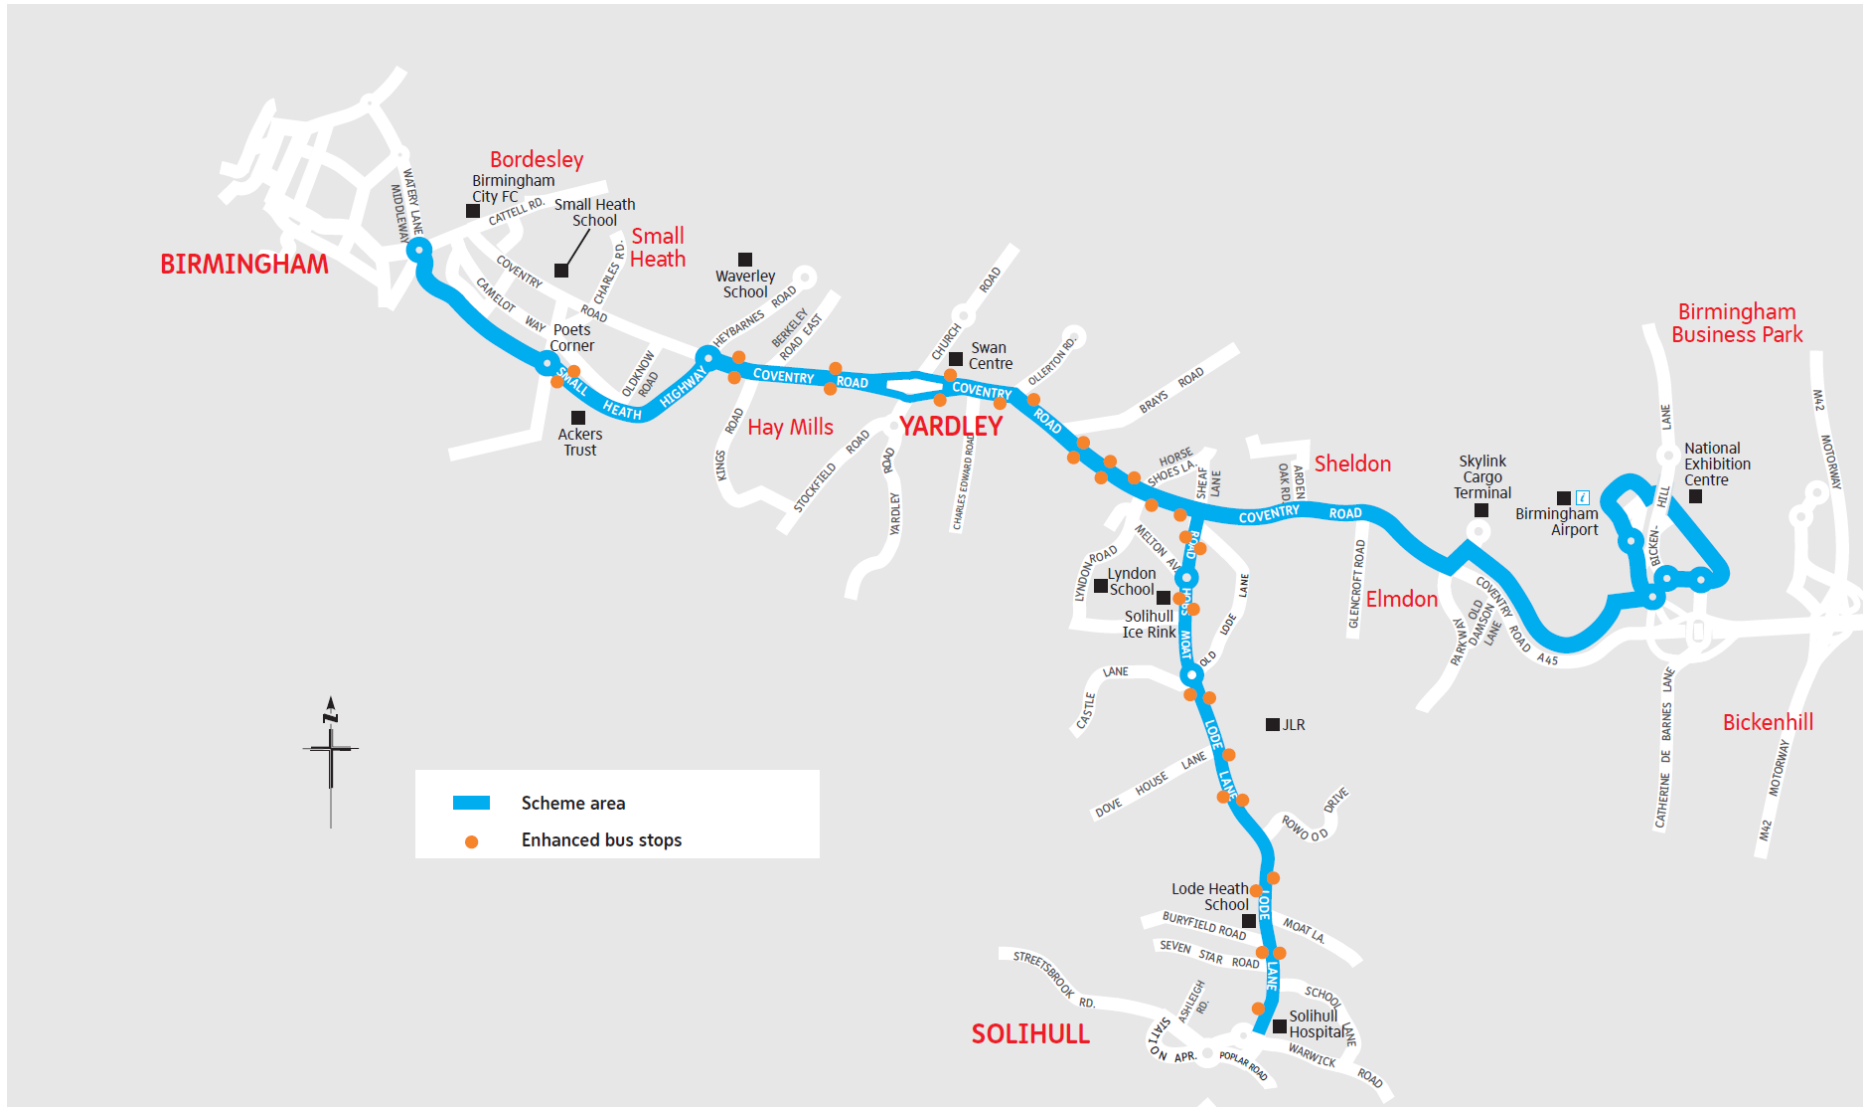 WATERY LANE
MIDDLEWAY
Bordesley
Birmingham
City FC
CATTELL RD.
Small Heath
School
BIRMINGHAM
COVENTRY
ROAD
CHARLES RD.
Small
Heath
CAMELOT
WAY
Poets
Corner
Waverley
School
HEYBARNES ROAD
BERKELEY
ROAD EAST
OLDKNOW
ROAD
SMALL
HEATH
HIGHWAY
Ackers
Trust
COVENTRY ROAD
KINGS ROAD
Hay Mills
STOCKFIELD ROAD
CHURCH ROAD
Swan
Centre
COVENTRY
ROAD
YARDLEY
YARDLEY ROAD
CHARLES EDWARD ROAD
OLLERTON RD.
BRAYS ROAD
HORSE
SHOES LA.
SHEAF
LANE
ARDEN
OAK RD.
Sheldon
COVENTRY ROAD
Skylink
Cargo
Terminal
Birmingham
Airport
i
BICKEN-
HILL
LANE
National
Exhibition
Centre
Birmingham
Business Park
M42 MOTORWAY
MELTON AV.
LYNDON ROAD
Lyndon
School
Solihull
Ice Rink
HOBS MOAT ROAD
OLD LODE LANE
GLENCROFT ROAD
Elmdon
OLD
DAMSON
LANE
PARKWAY
COVENTRY ROAD A45
CATHERINE DE BARNES LANE
Bickenhill
M42 MOTORWAY
CASTLE LANE
JLR
LODE LANE
DOVE HOUSE LANE
ROWOOD DRIVE
Lode Heath
School
LODE LANE
BURYFIELD ROAD
MOAT LA.
SEVEN STAR ROAD
STREETSBROOK RD.
ASHLEIGH
RD.
SCHOOL LANE
SOLIHULL
Solihull
Hospital
STATION APR.
POPLAR ROAD
WARWICK ROAD
N
Scheme area
Enhanced bus stops